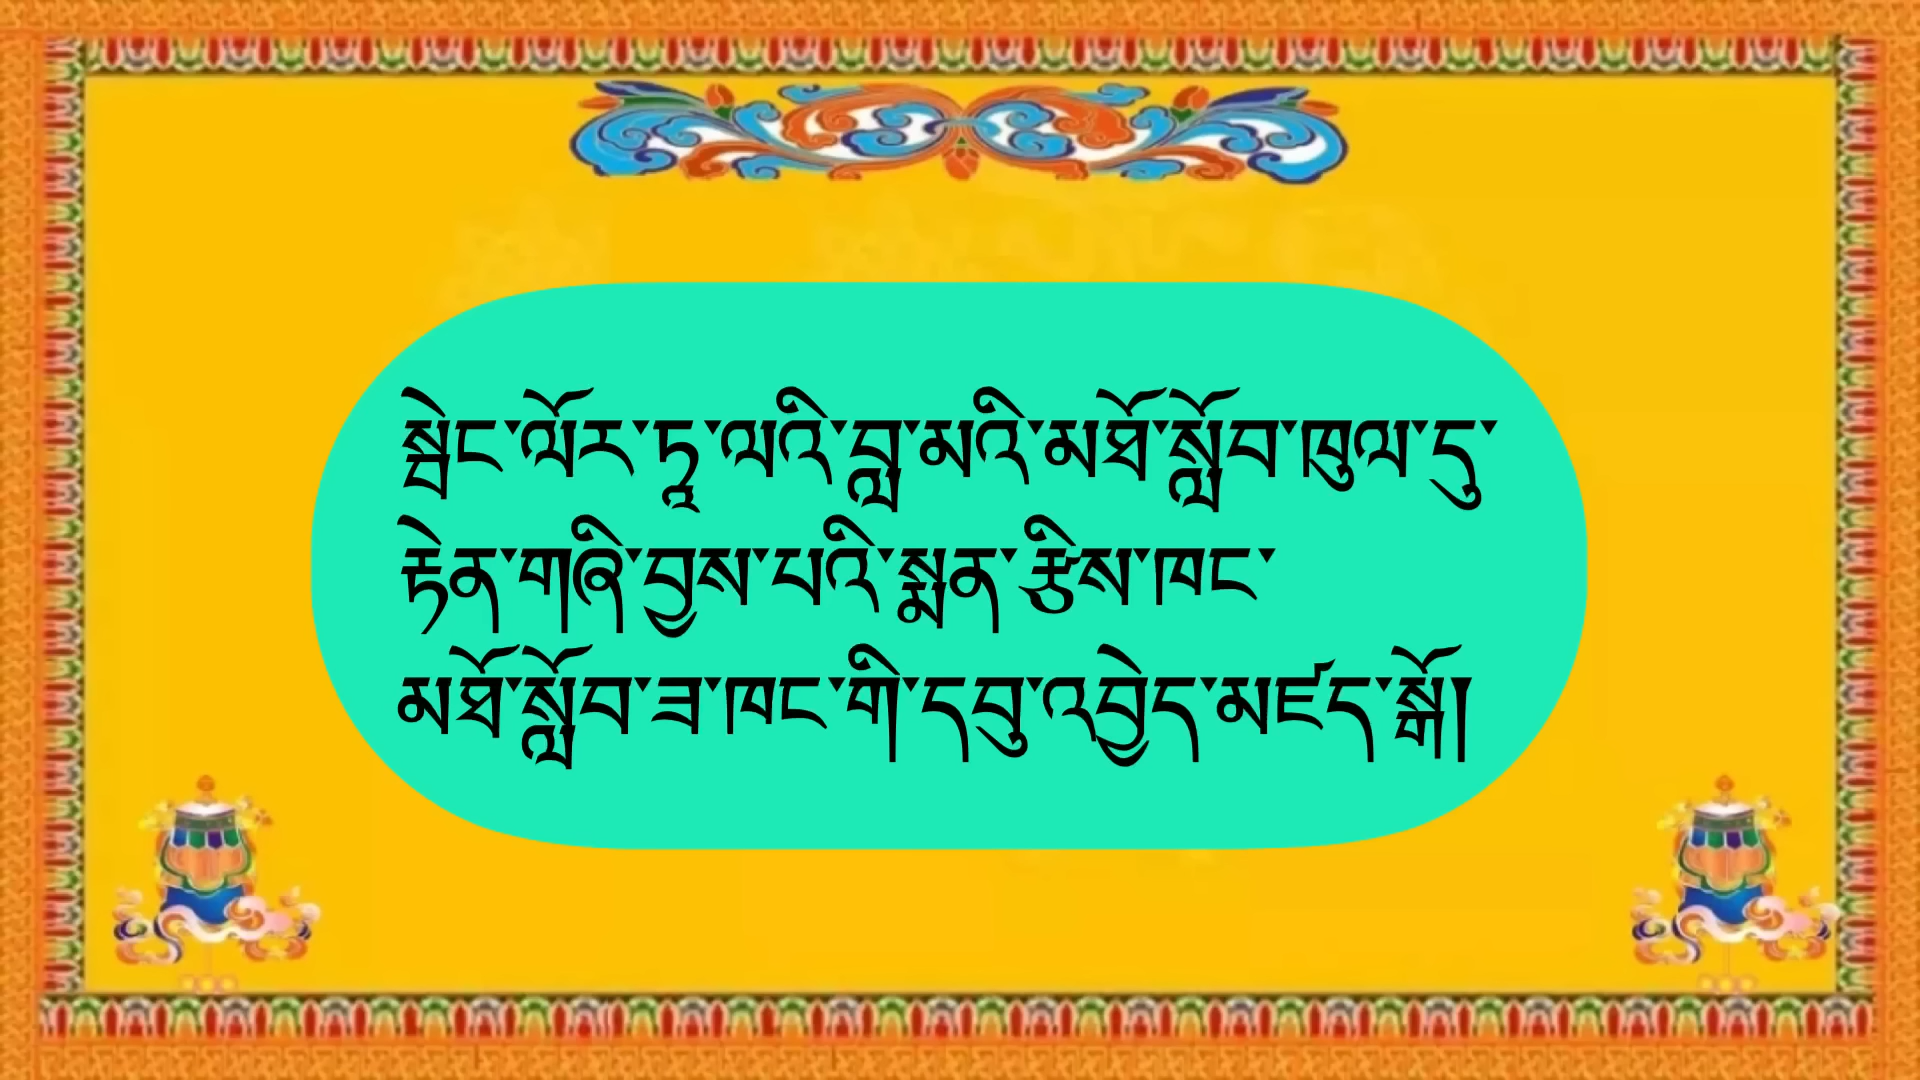 སྦེང་ལོར་ཏཱ་ལའི་བླ་མའི་མཐོ་སློབ་ཁུལ་དུ་
རྟེན་གཞི་བྱས་པའི་སྨན་རྩིས་ཁང་
མཐོ་སློབ་ཟ་ཁང་གི་དབུ་འབྱེད་མཛད་སྒོ།